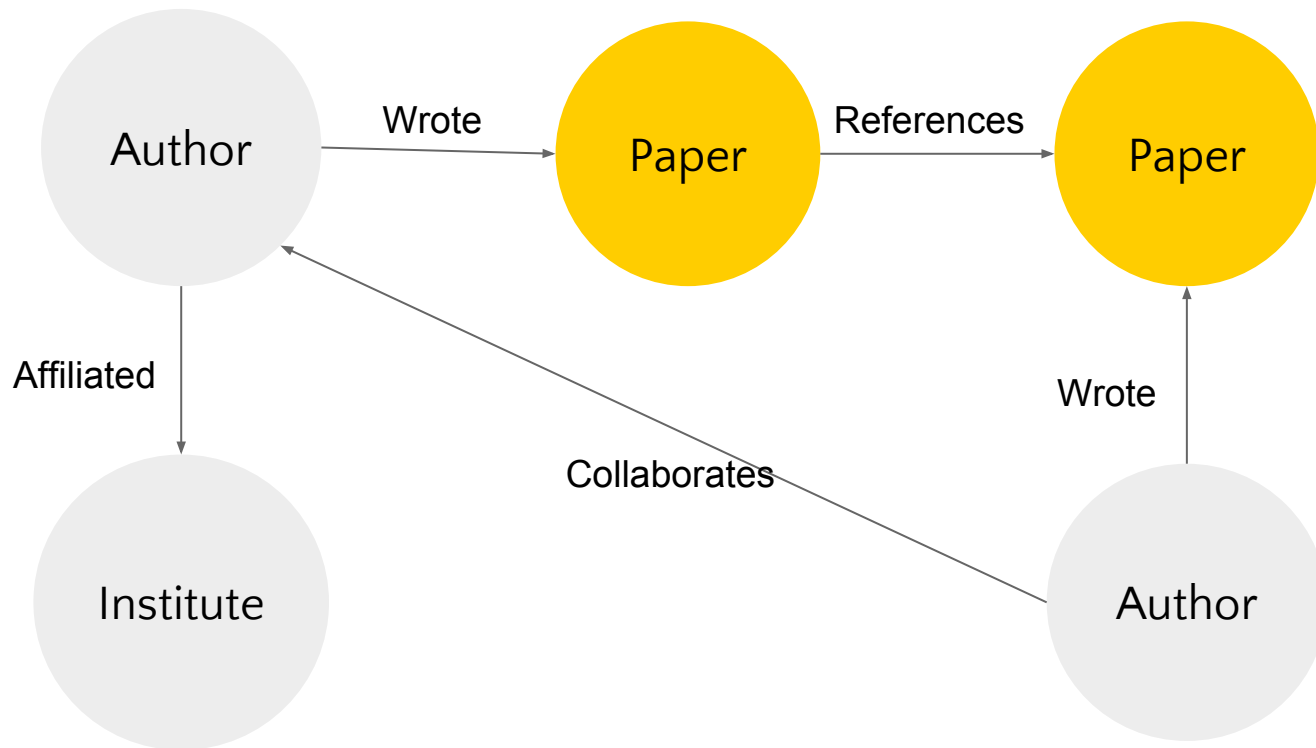 Author
Wrote
Paper
References
Paper
Affiliated
Collaborates
Wrote
Institute
Author